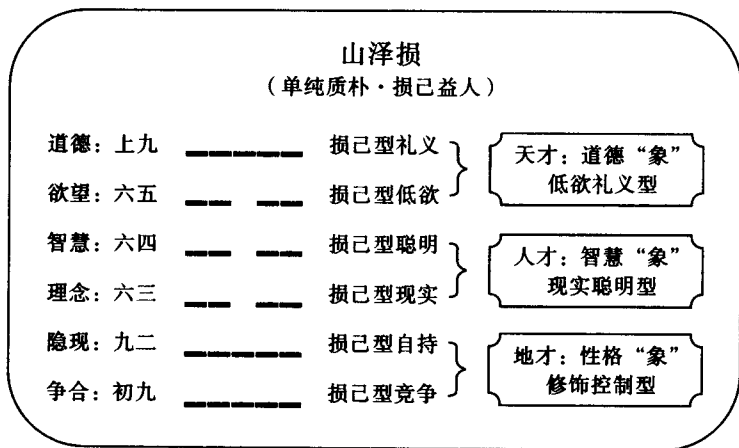 山泽损
（单纯质朴·损己益人）
道德：上九 损己型礼义
欲望：六五 损己型低欲
天才：道德“象”
低欲礼义型
智慧：六四 损己型聪明
理念：六三 损己型现实
人才：智慧“象”
现实聪明型
隐现：九二 损己型自持
争合：初九 损己型竞争
地才：性格“象”
修饰控制型